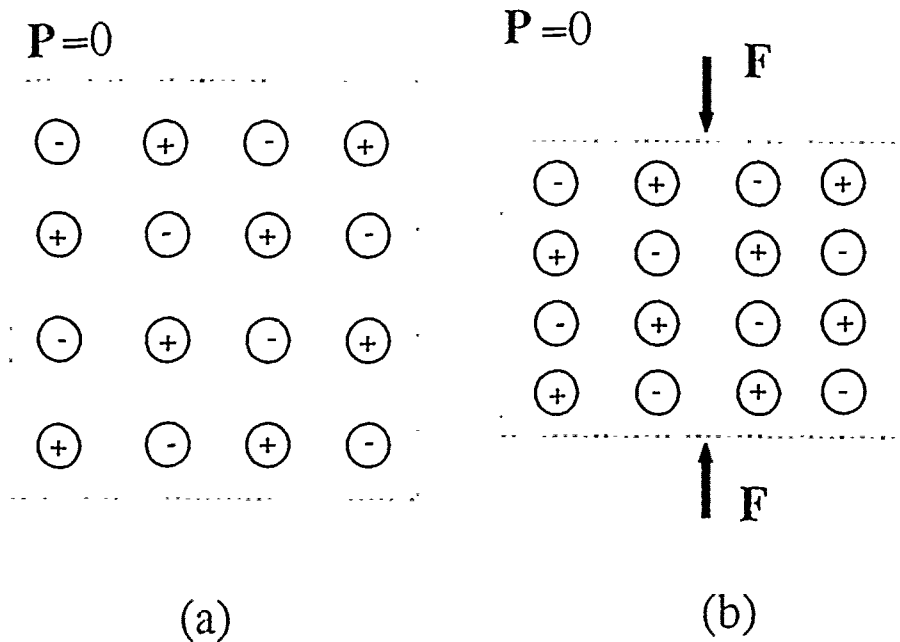 P=0
- + - +
+ - + -
- + - +
+ - + -
(a)
P=0
F
- + - +
+ - + -
- + - +
+ - + -
F
(b)